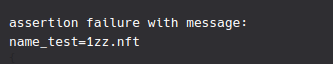 assertion failure with message:
name_test=1zz.nft